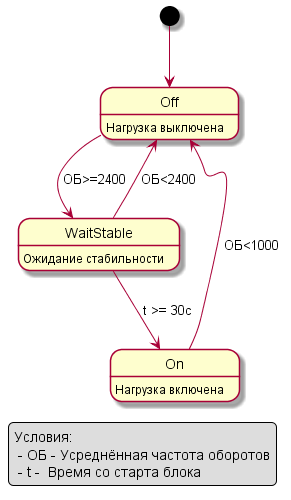 Off
Нагрузка выключена
ОБ>=2400
ОБ<2400
WaitStable
Ожидание стабильности
ОБ<1000
t >= 30с
On
Нагрузка включена
Условия:
- ОБ - Усреднённая частота оборотов
- t - Время со старта блока